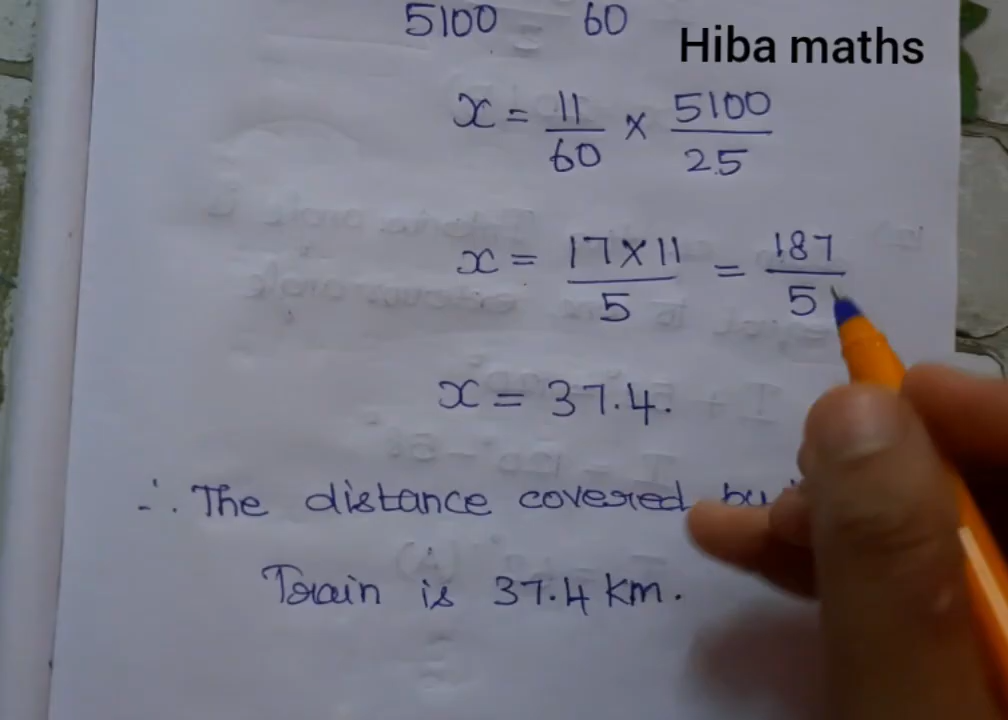 5100 60
Hiba maths
x = 11/60 × 5100/25
x = 17×11/5 = 187/5
x = 37.4.
∴ The distance covered
Train is 37.4 km.